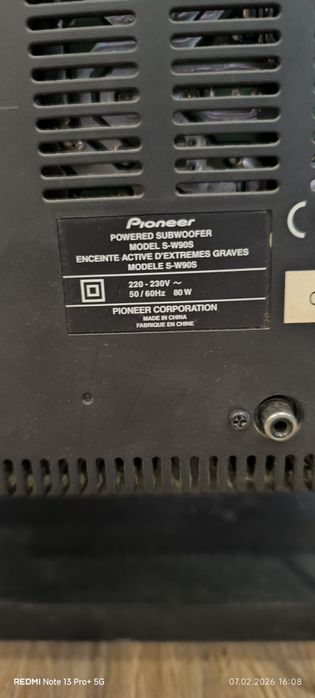 Pioneer
POWERED SUBWOOFER
MODEL S-W90S
ENCEINTE ACTIVE D'EXTREMES GRAVES
MODELE S-W90S
220 - 230V ~
50 / 60Hz 80 W
PIONEER CORPORATION
MADE IN CHINA
FABRIQUE EN CHINE
REDMI Note 13 Pro+ 5G
07.02.2026 16:08